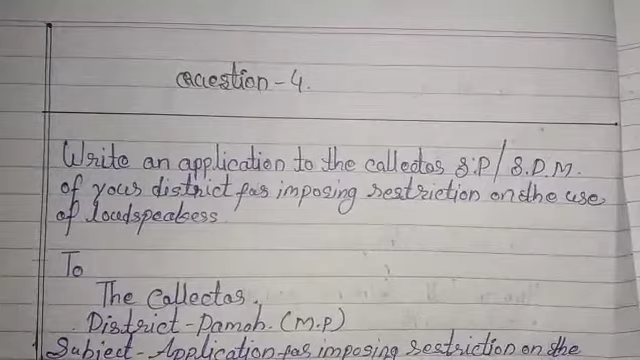 Question - 4.
Write an application to the collector S.P/S.D.M.
of your district for imposing restriction on the use
of loudspeakers
To
The Collector.
District - Damoh. (M.P)
Subject - Application for imposing restriction on the